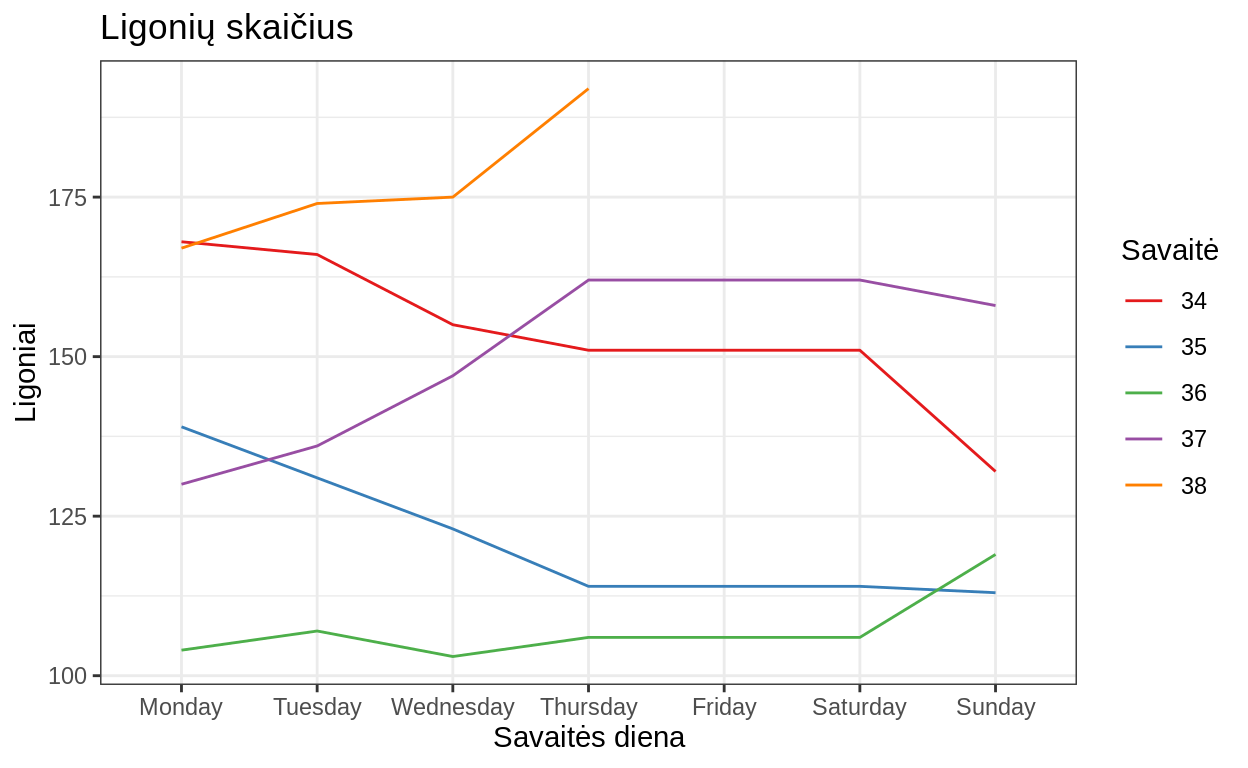 Ligonių skaičius
Ligoniai
175
150
125
100
Monday Tuesday Wednesday Thursday Friday Saturday Sunday
Savaitės diena
Savaitė
34
35
36
37
38